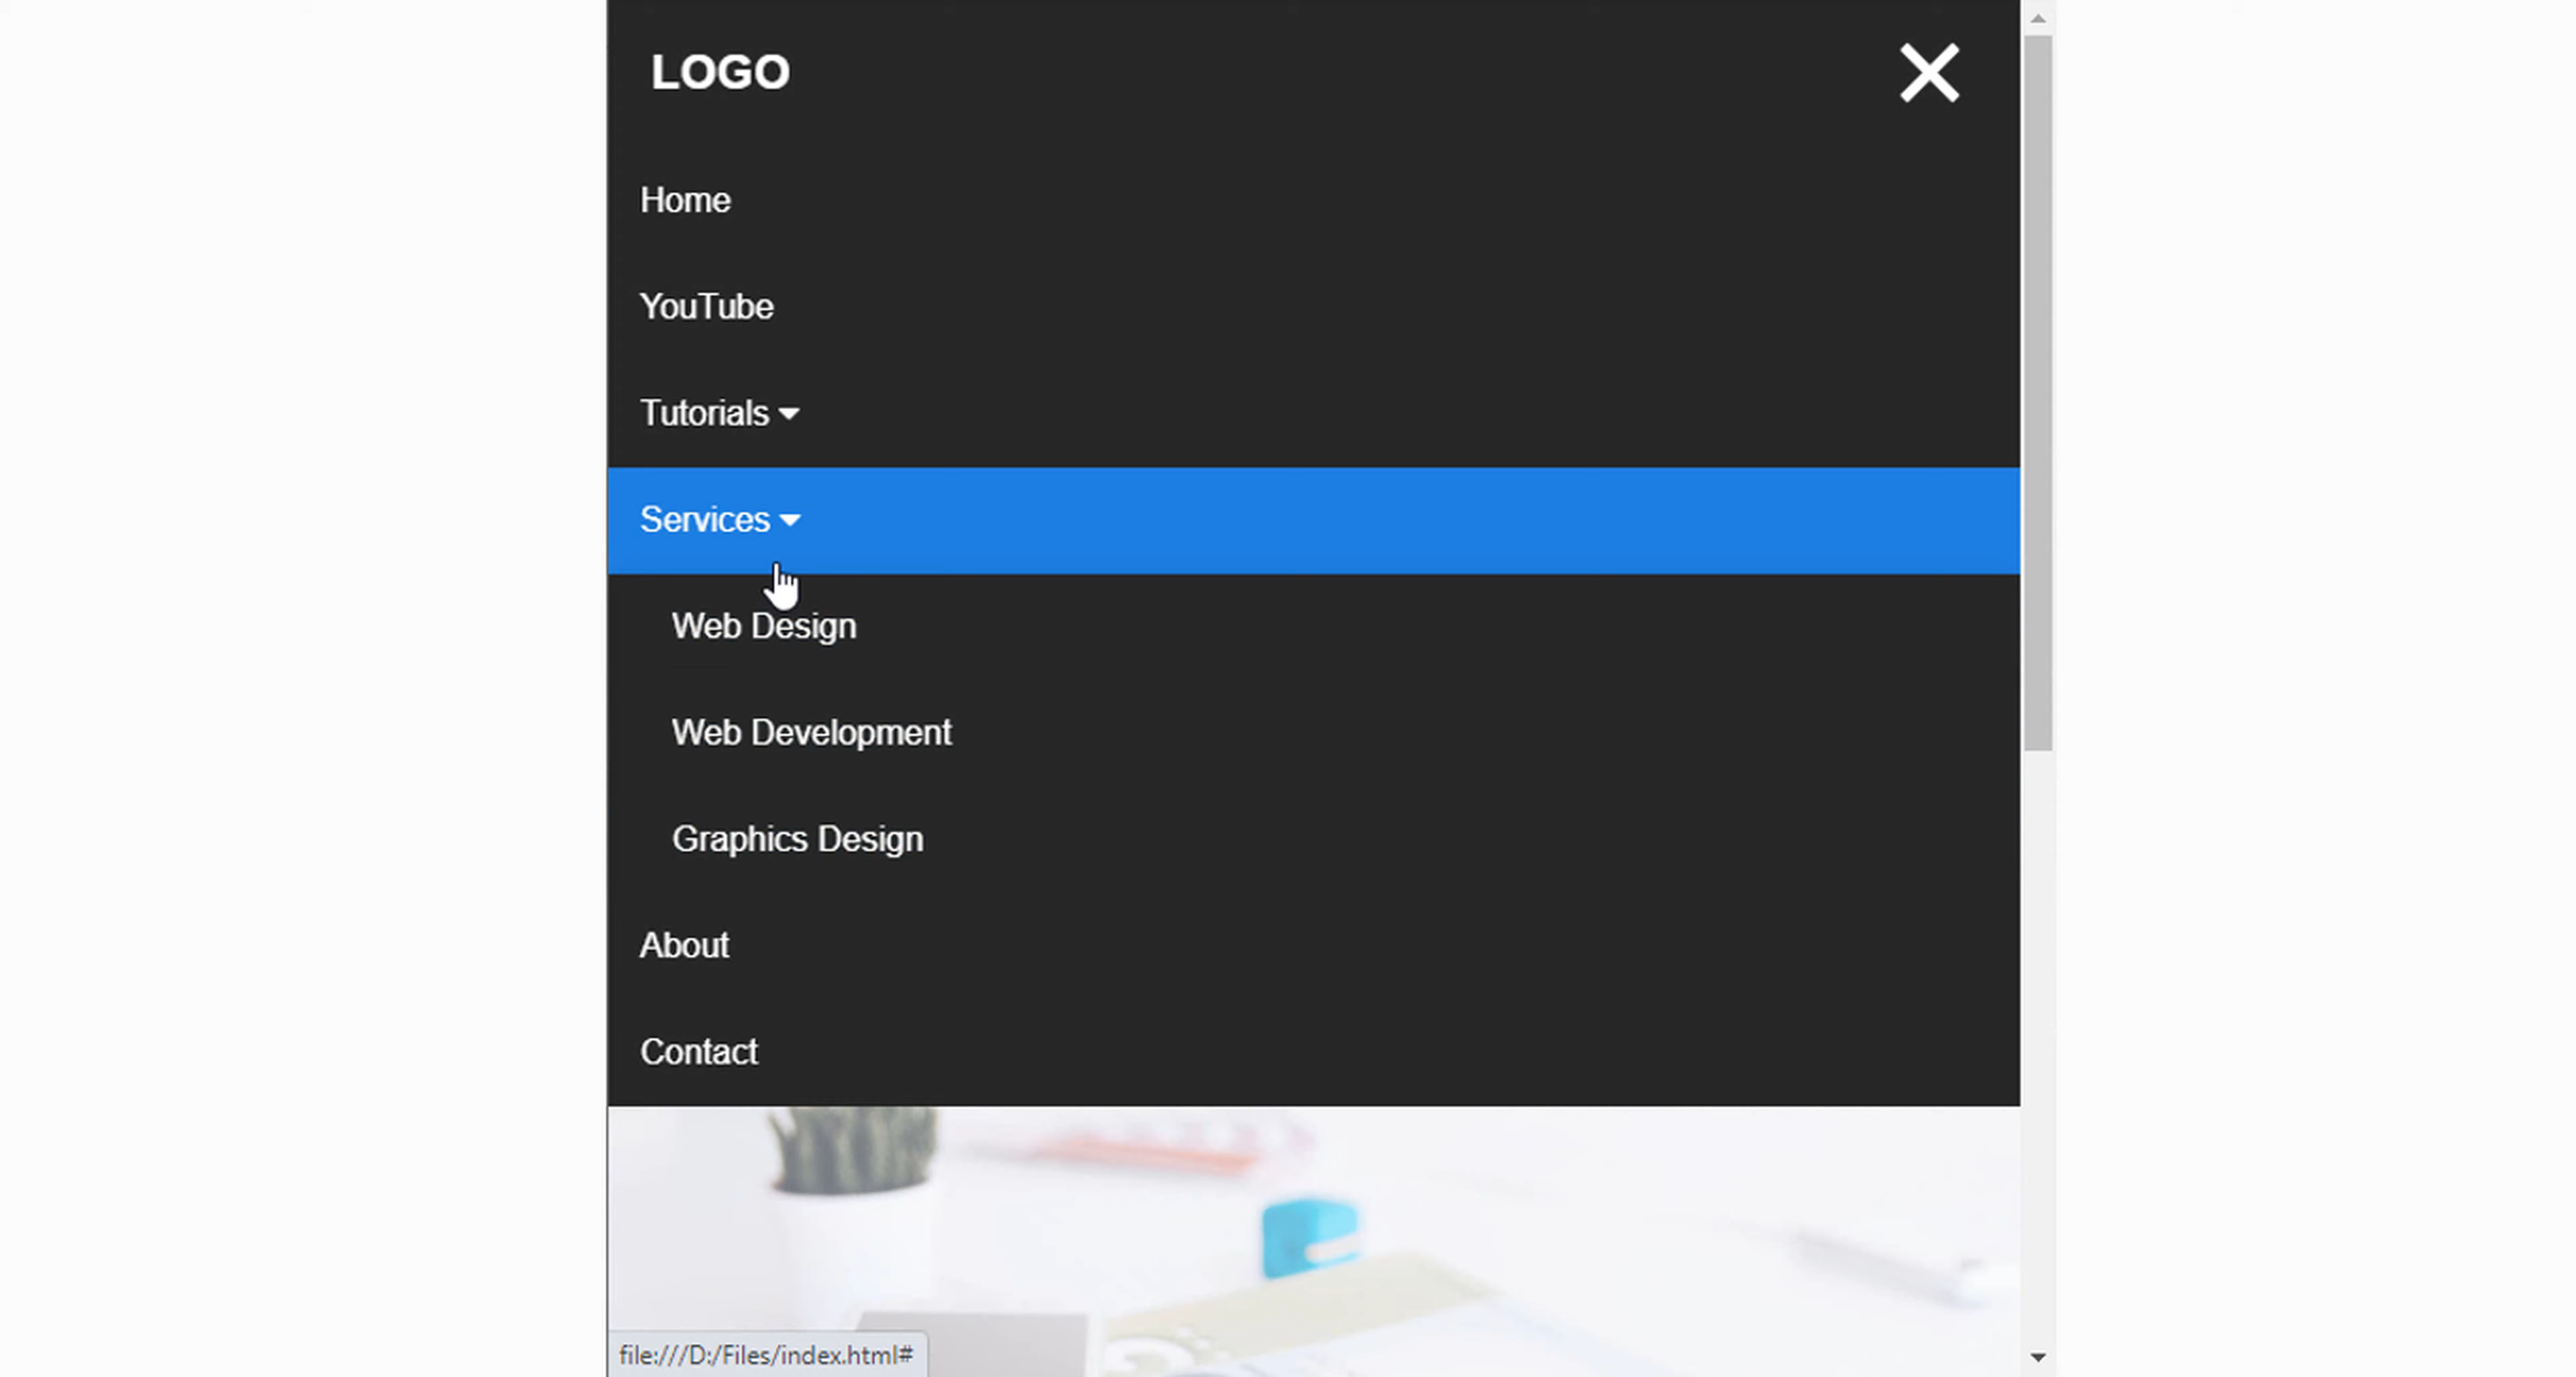 LOGO
Home
YouTube
Tutorials
Services
Web Design
Web Development
Graphics Design
About
Contact
file:///D:/Files/index.html#